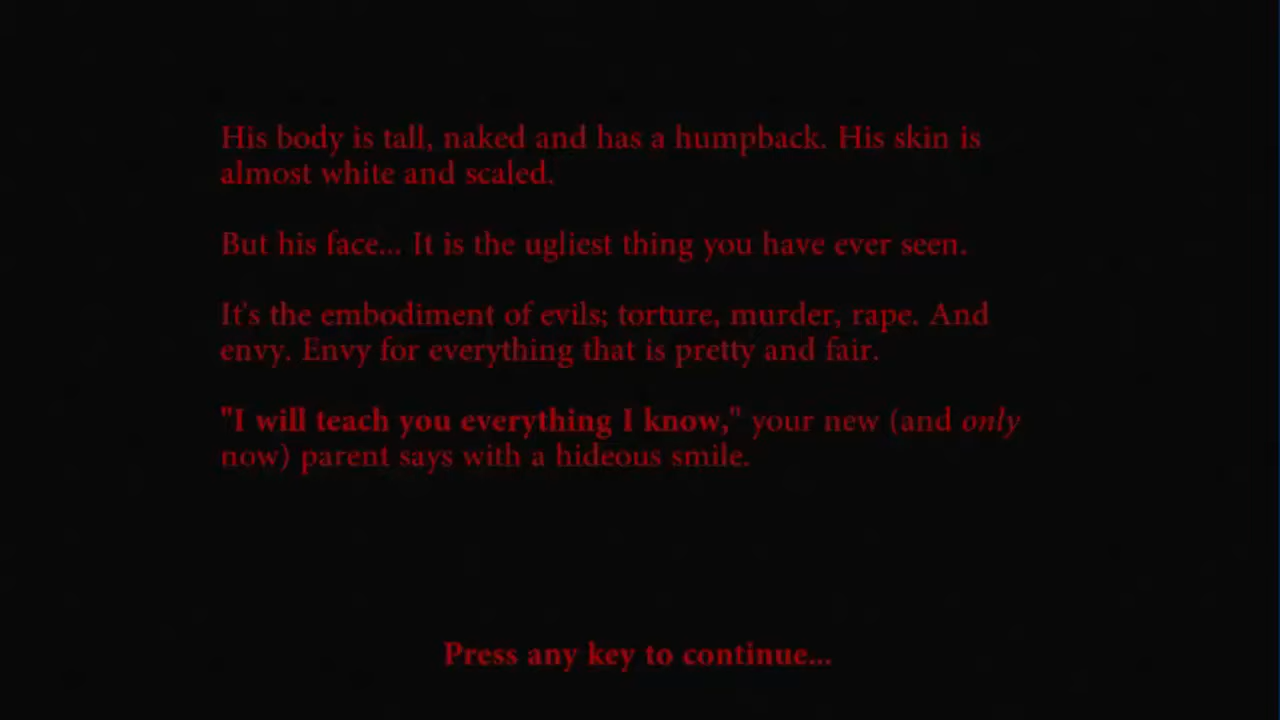 His body is tall, naked and has a humpback. His skin is
almost white and scaled.
But his face... It is the ugliest thing you have ever seen.
It's the embodiment of evils; torture, murder, rape. And
envy. Envy for everything that is pretty and fair.
"I will teach you everything I know," your new (and only
now) parent says with a hideous smile.
Press any key to continue...